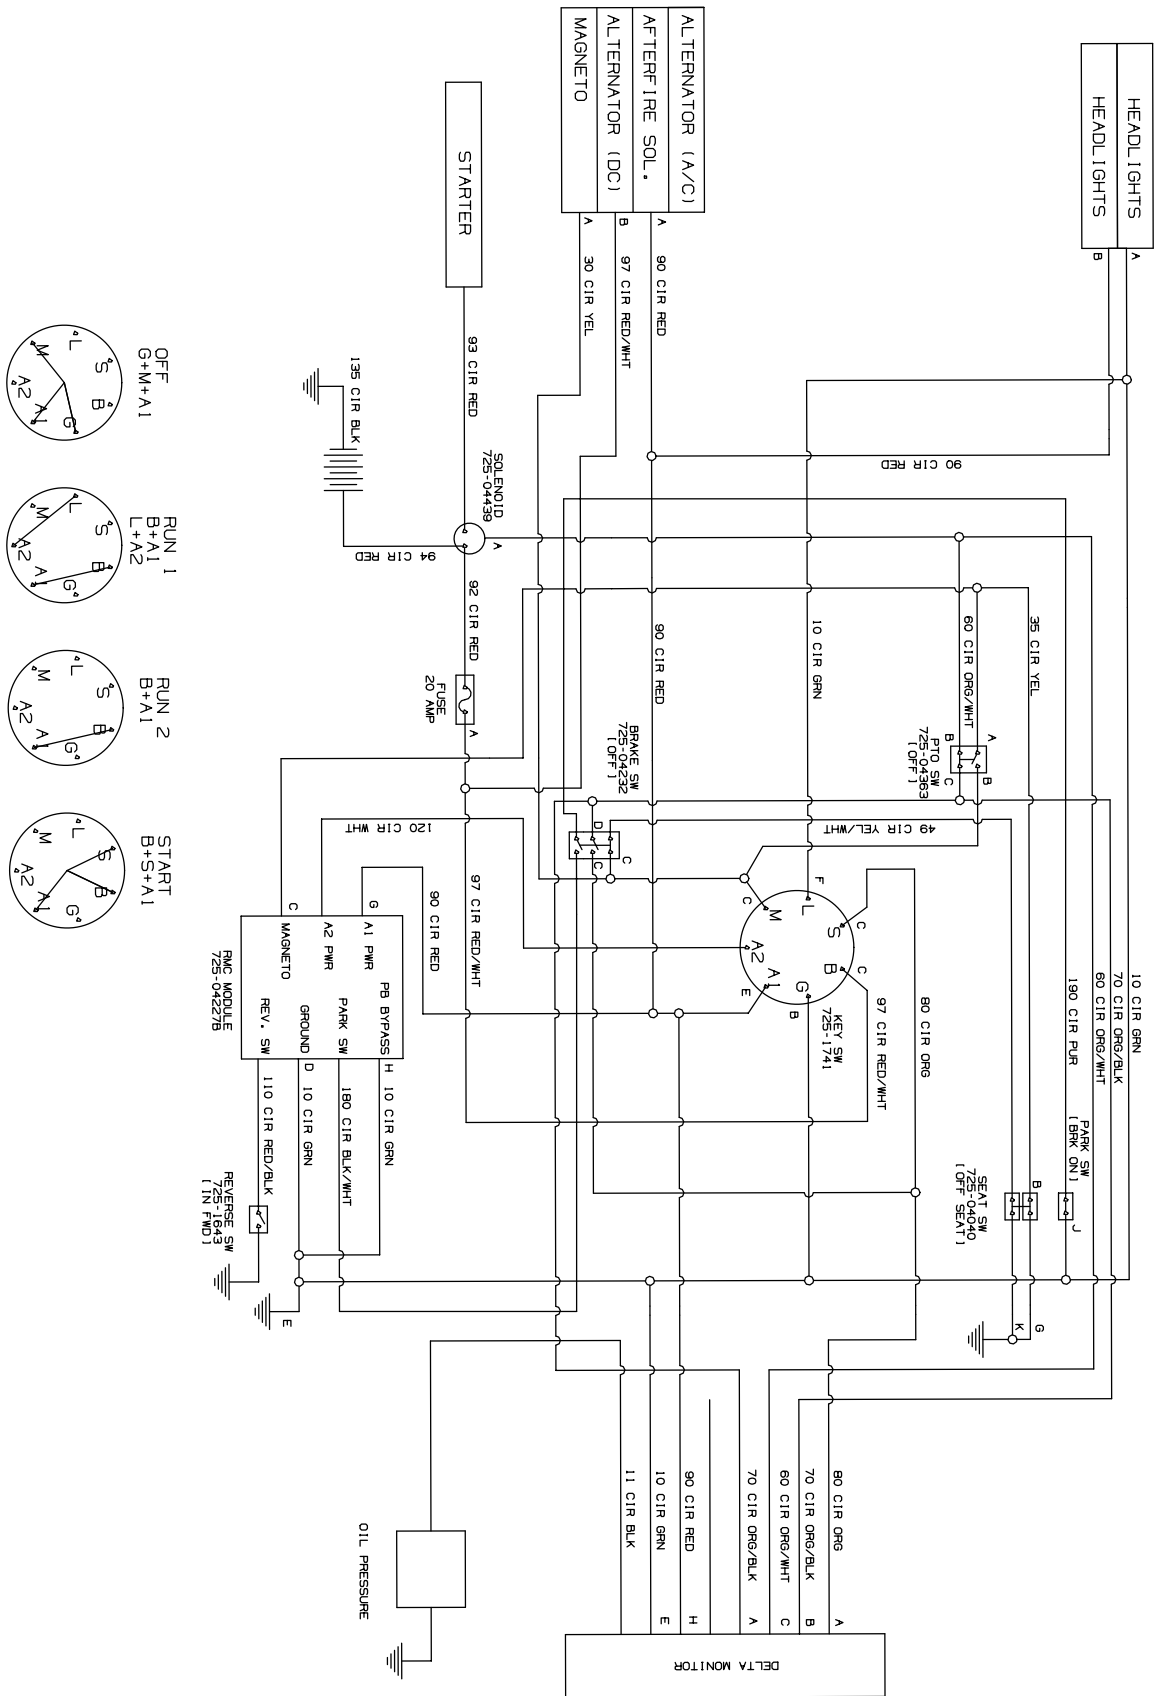 HEADLIGHTS
HEADLIGHTS
A
B
ALTERNATOR (A/C)
AFTERFIRE SOL.
ALTERNATOR (DC)
MAGNETO
A
B
A
90 CIR RED
97 CIR RED/WHT
30 CIR YEL
STARTER
93 CIR RED
135 CIR BLK
SOLENOID
725-04439
A
94 CIR RED
92 CIR RED
FUSE
20 AMP
A
90 CIR RED
90 CIR RED
10 CIR GRN
60 CIR ORG/WHT
35 CIR YEL
A
B
B
C
PTO SW
725-04363
[OFF]
BRAKE SW
725-04232
[OFF]
D
C
C
49 CIR YEL/WHT
120 CIR WHT
97 CIR RED/WHT
90 CIR RED
C
F
C
C
E
B
L
S
B
G
A1
A2
M
KEY SW
725-1741
97 CIR RED/WHT
80 CIR ORG
10 CIR GRN
70 CIR ORG/BLK
60 CIR ORG/WHT
190 CIR PUR
PARK SW
[BRK ON]
J
SEAT SW
725-04040
[OFF SEAT]
B
G
K
C
G
MAGNETO
A2 PWR
A1 PWR
REV. SW
GROUND
PARK SW
PB BYPASS
RMC MODULE
725-04227B
D
H
110 CIR RED/BLK
10 CIR GRN
180 CIR BLK/WHT
10 CIR GRN
REVERSE SW
725-1643
[IN FWD]
E
80 CIR ORG
70 CIR ORG/BLK
60 CIR ORG/WHT
70 CIR ORG/BLK
90 CIR RED
10 CIR GRN
11 CIR BLK
A
B
C
A
H
E
DELTA MONITOR
OIL PRESSURE
OFF
G+M+A1
L
S
B
G
A1
A2
M
RUN 1
B+A1
L+A2
L
S
B
G
A1
A2
M
RUN 2
B+A1
L
S
B
G
A1
A2
M
START
B+S+A1
L
S
B
G
A1
A2
M